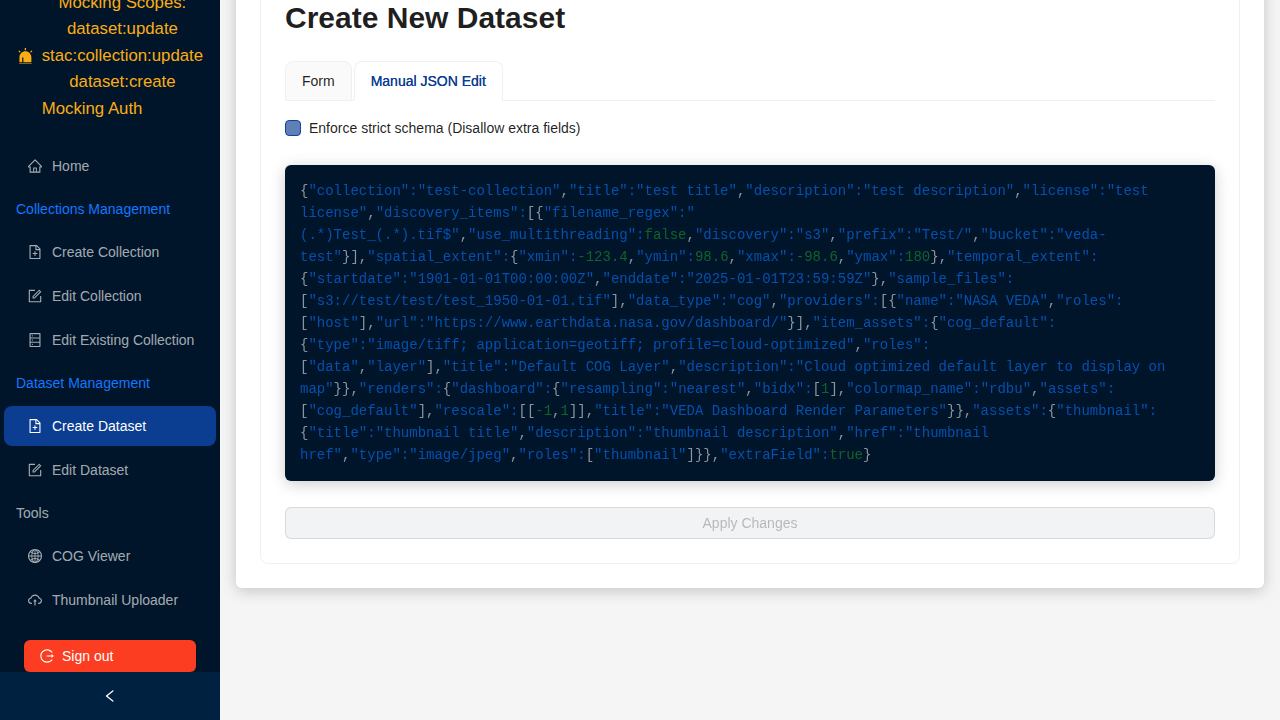 Mocking Scopes:
dataset:update
stac:collection:update
dataset:create
Mocking Auth
Home
Collections Management
Create Collection
Edit Collection
Edit Existing Collection
Dataset Management
Create Dataset
Edit Dataset
Tools
COG Viewer
Thumbnail Uploader
Sign out
Create New Dataset
Form
Manual JSON Edit
Enforce strict schema (Disallow extra fields)
{"collection":"test-collection","title":"test title","description":"test description","license":"test
license","discovery_items":[{"filename_regex":"
(.*)Test_(.*).tif$","use_multithreading":false,"discovery":"s3","prefix":"Test/","bucket":"veda-
test"}],"spatial_extent":{"xmin":-123.4,"ymin":98.6,"xmax":-98.6,"ymax":180},"temporal_extent":
{"startdate":"1901-01-01T00:00:00Z","enddate":"2025-01-01T23:59:59Z"},"sample_files":
["s3://test/test/test_1950-01-01.tif"],"data_type":"cog","providers":[{"name":"NASA VEDA","roles":
["host"],"url":"https://www.earthdata.nasa.gov/dashboard/"}],"item_assets":{"cog_default":
{"type":"image/tiff; application=geotiff; profile=cloud-optimized","roles":
["data","layer"],"title":"Default COG Layer","description":"Cloud optimized default layer to display on
map"}},"renders":{"dashboard":{"resampling":"nearest","bidx":[1],"colormap_name":"rdbu","assets":
["cog_default"],"rescale":[[-1,1]],"title":"VEDA Dashboard Render Parameters"}},"assets":{"thumbnail":
{"title":"thumbnail title","description":"thumbnail description","href":"thumbnail
href","type":"image/jpeg","roles":["thumbnail"]}},"extraField":true}
Apply Changes